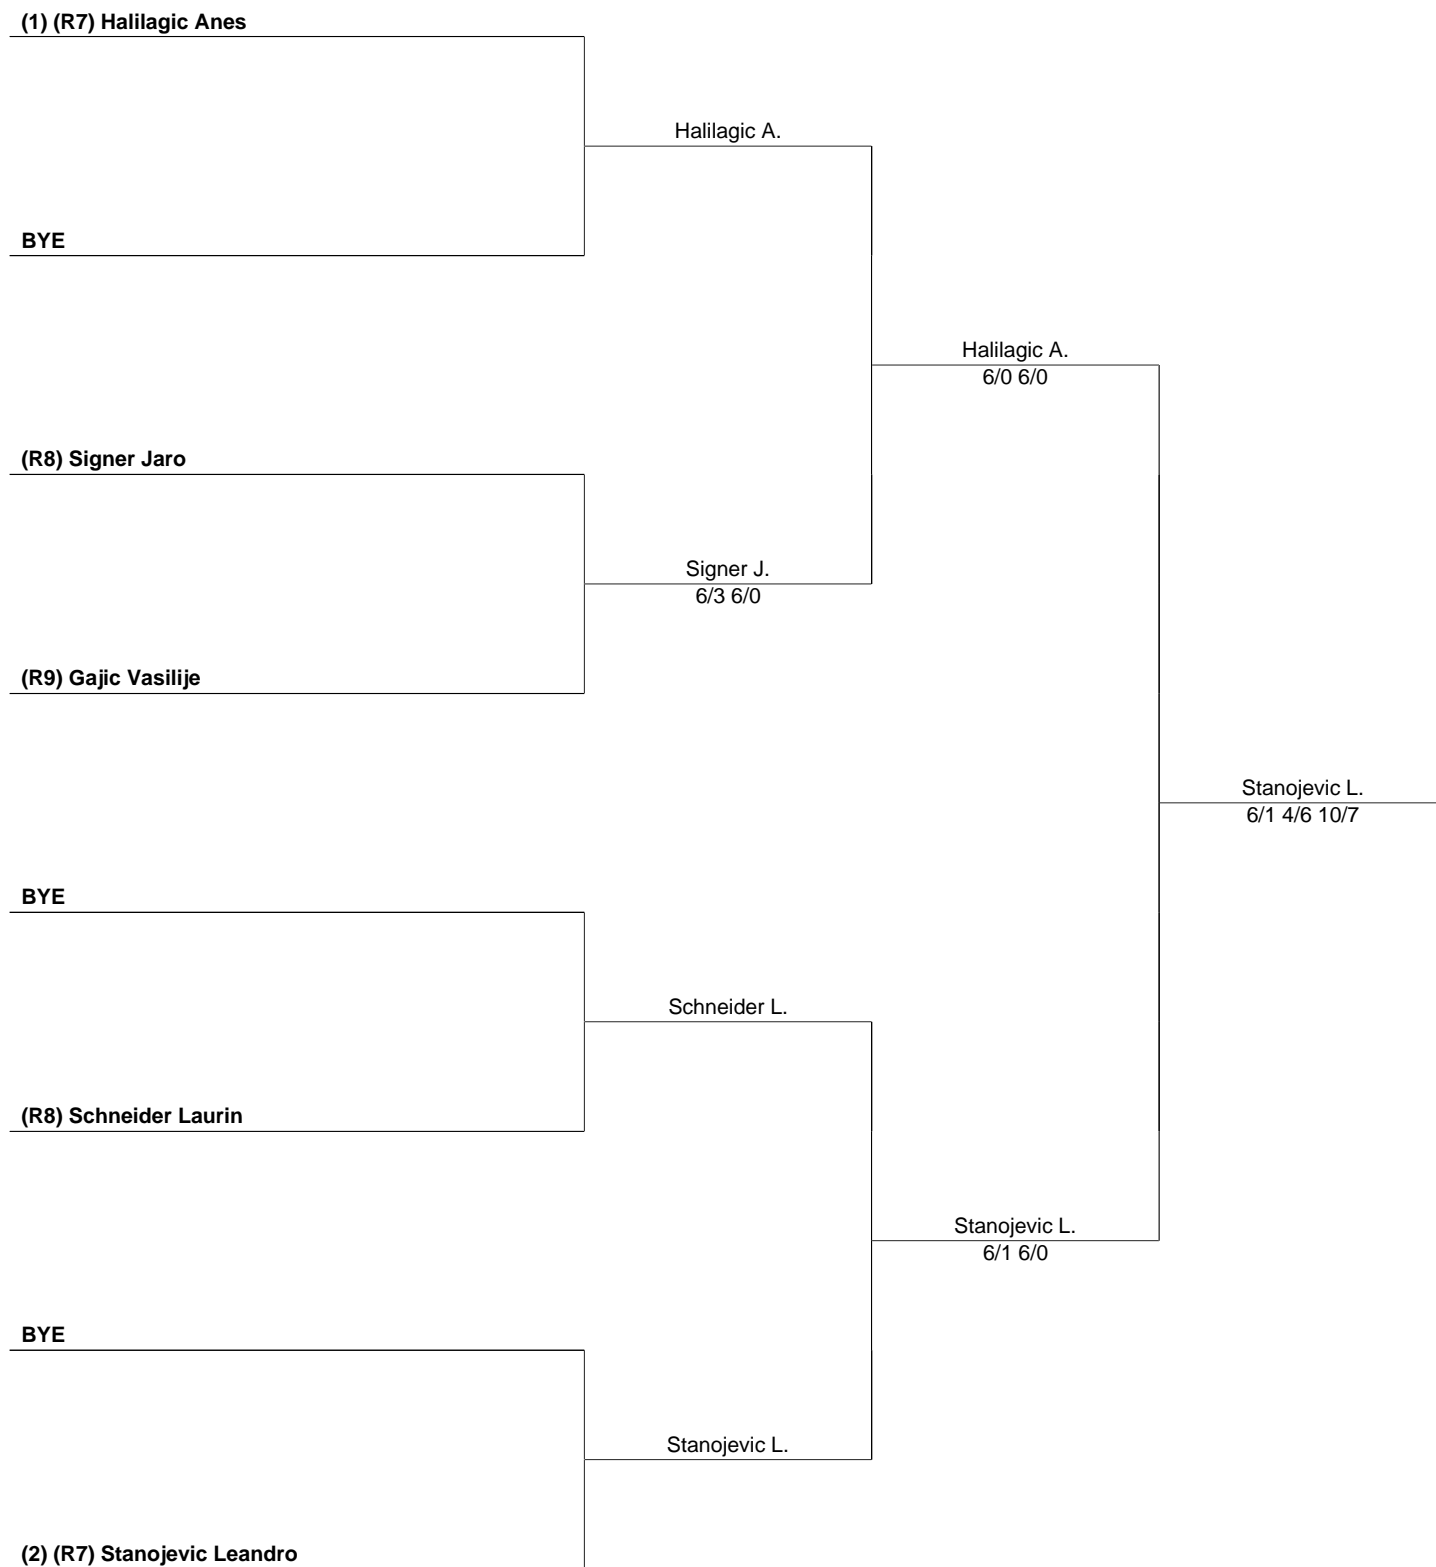 (1) (R7) Halilagic Anes
Halilagic A.
BYE
Halilagic A.
6/0 6/0
(R8) Signer Jaro
Signer J.
6/3 6/0
(R9) Gajic Vasilije
Stanojevic L.
6/1 4/6 10/7
BYE
Schneider L.
(R8) Schneider Laurin
Stanojevic L.
6/1 6/0
BYE
Stanojevic L.
(2) (R7) Stanojevic Leandro